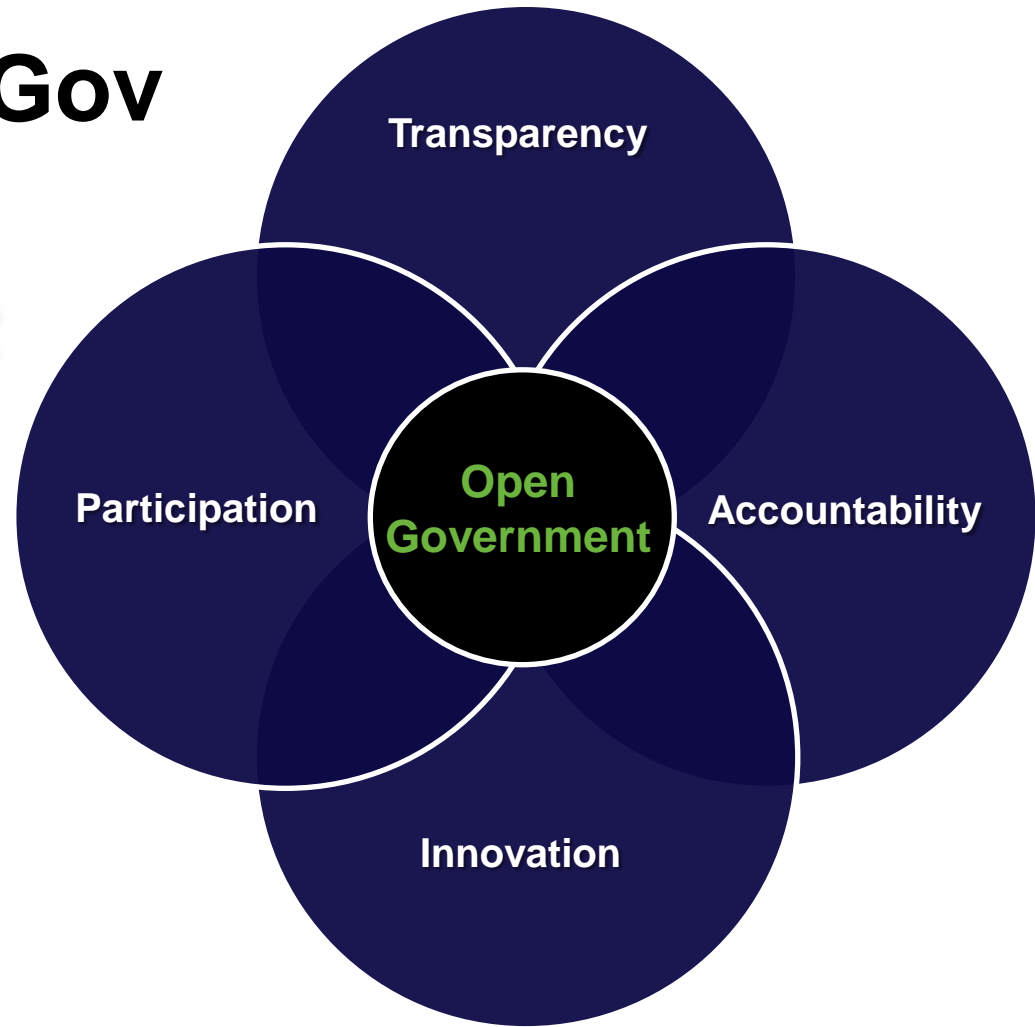 Gov
Transparency
Participation
Open
Government
Accountability
Innovation